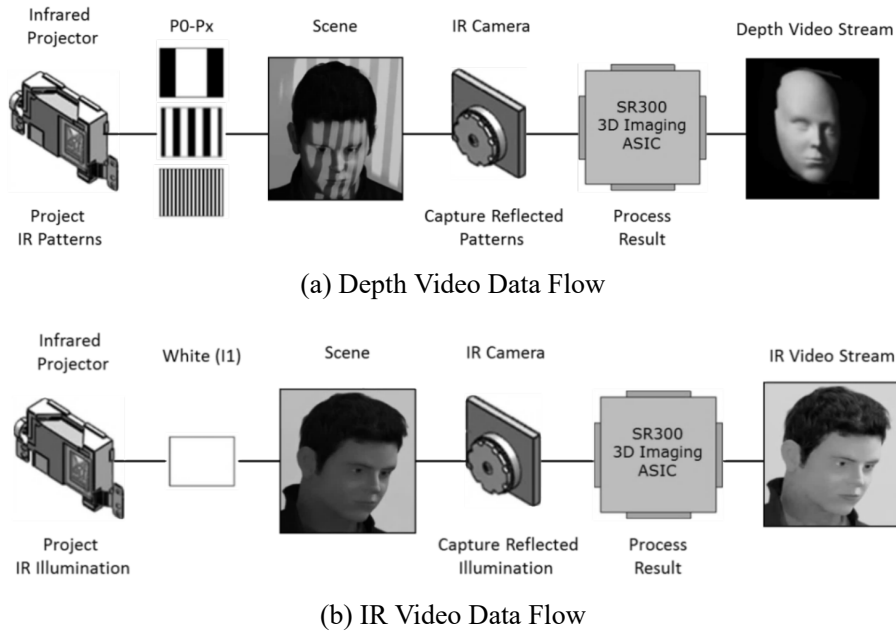 Infrared
Projector
P0-Px
Scene
IR Camera
Depth Video Stream
SR300
3D Imaging
ASIC
Project
IR Patterns
Capture Reflected
Patterns
Process
Result
(a) Depth Video Data Flow
Infrared
Projector
White (I1)
Scene
IR Camera
IR Video Stream
SR300
3D Imaging
ASIC
Project
IR Illumination
Capture Reflected
Illumination
Process
Result
(b) IR Video Data Flow